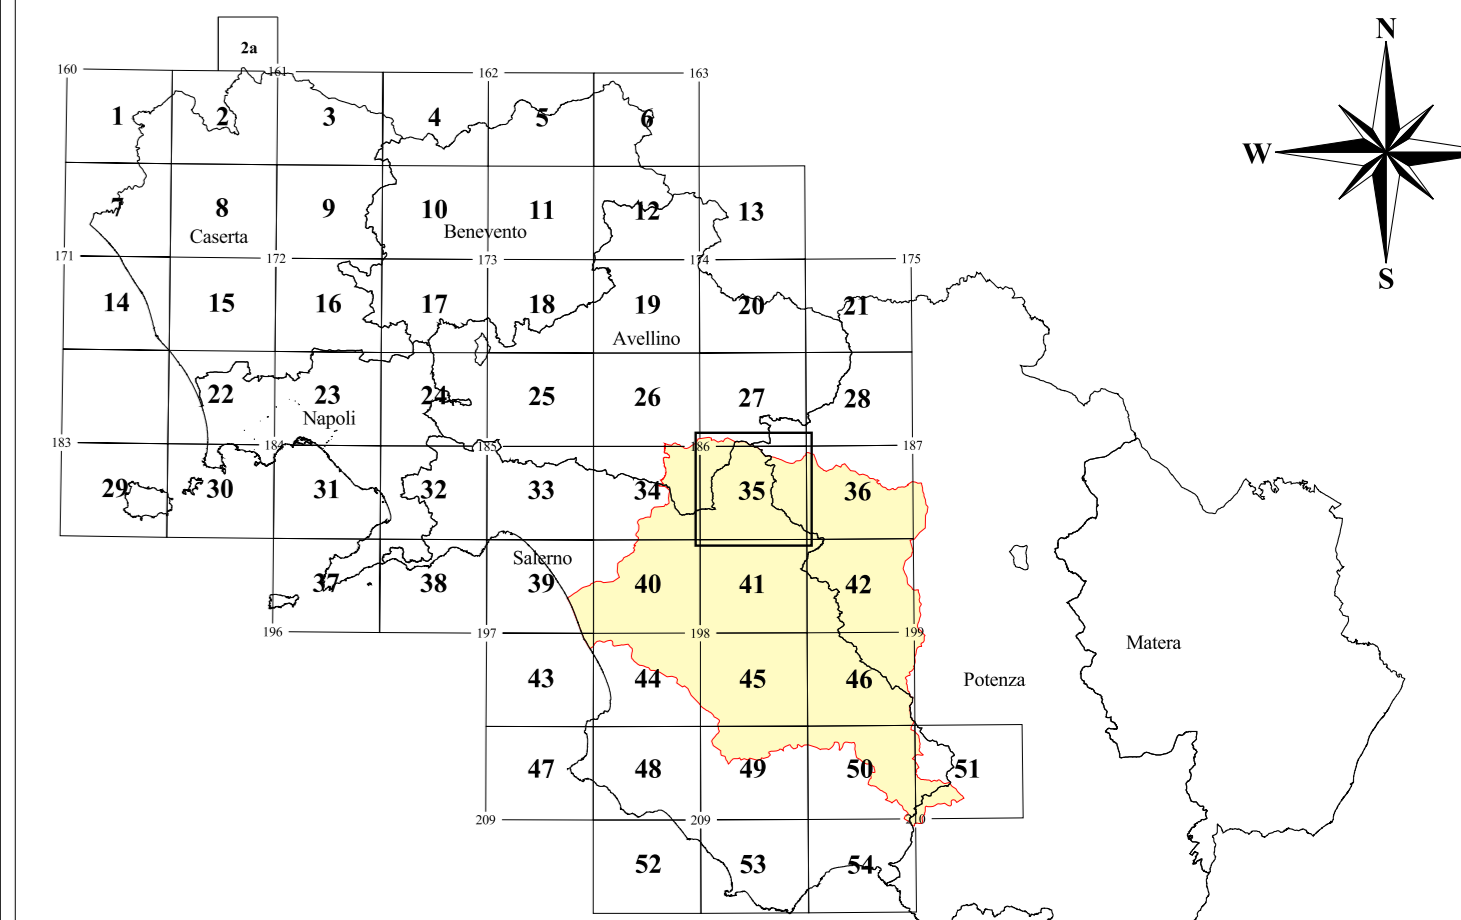 N
2a
160 161 162 163
1 2 3 4 5 6
W
7 8 9 10 11 12 13
Caserta Benevento
171 172 173 174 175
S
14 15 16 17 18 19 20 21
Avellino
22 23 24 25 26 27 28
Napoli
183 184 185 186 187
29 30 31 32 33 34 35 36
Salerno
37 38 39 40 41 42
196 197 198 199
Matera
43 44 45 46 Potenza
47 48 49 50 51
209 209 210
52 53 54